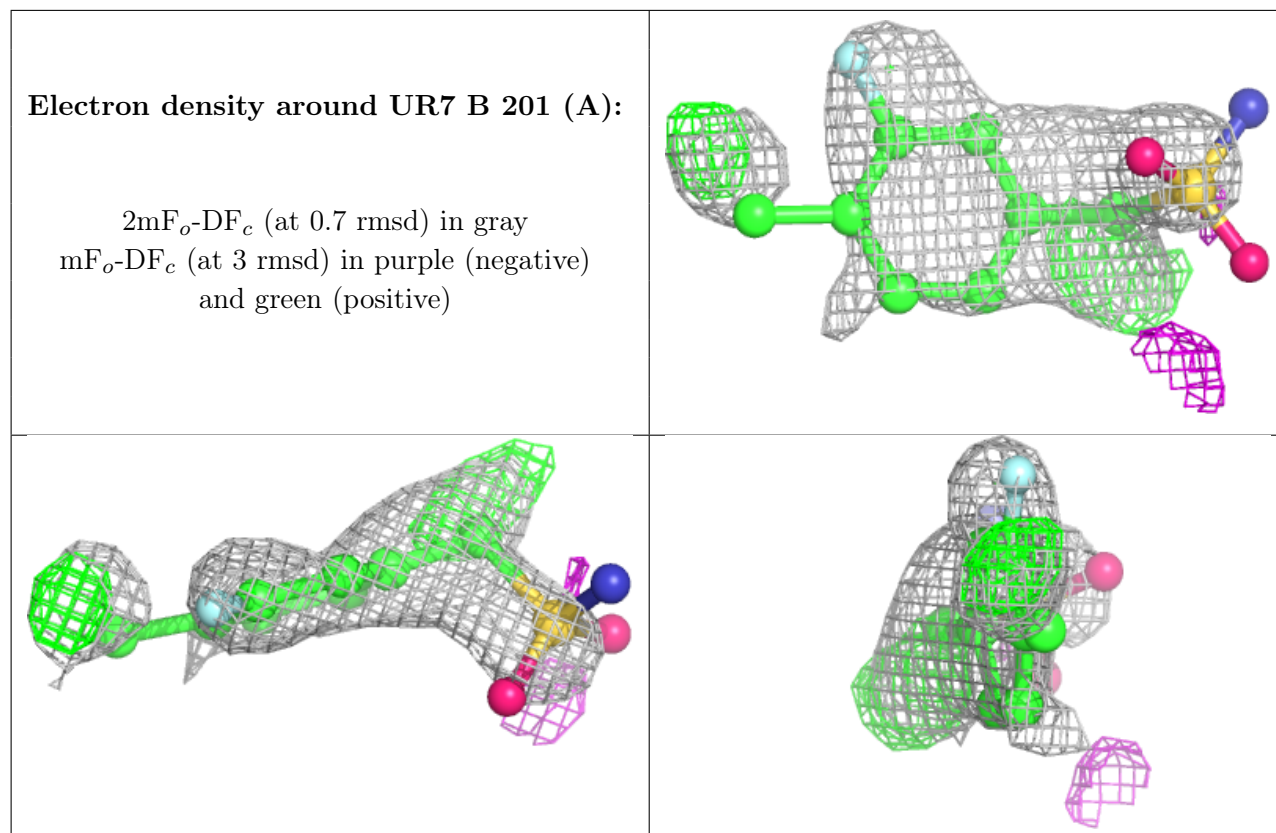 Electron density around UR7 B 201 (A):
2mFo-DFc (at 0.7 rmsd) in gray
mFo-DFc (at 3 rmsd) in purple (negative)
and green (positive)